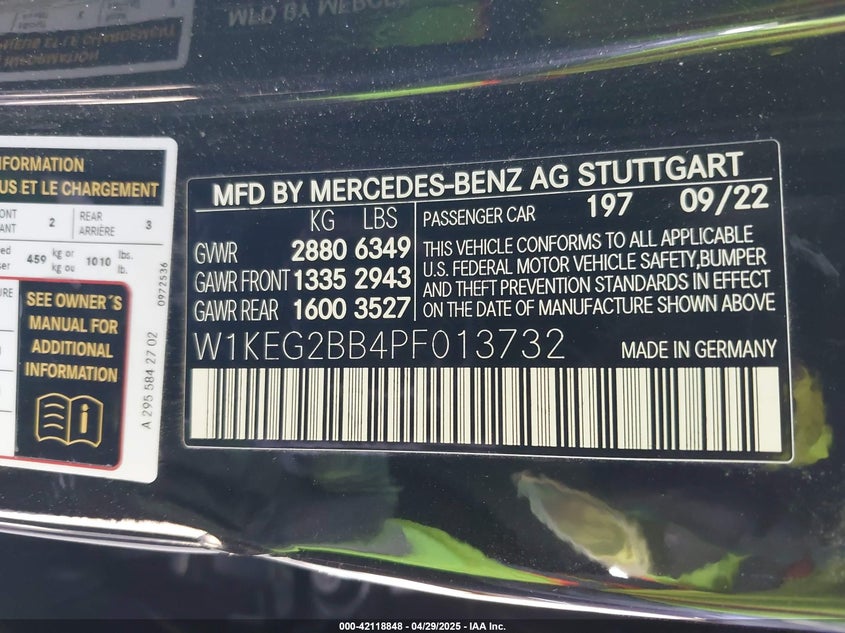 MFD BY MERCEDES-BENZ AG STUTTGART
KG LBS
GVWR 2880 6349
GAWR FRONT 1335 2943
GAWR REAR 1600 3527
PASSENGER CAR 197 09/22
THIS VEHICLE CONFORMS TO ALL APPLICABLE
U.S. FEDERAL MOTOR VEHICLE SAFETY,BUMPER
AND THEFT PREVENTION STANDARDS IN EFFECT
ON THE DATE OF MANUFACTURE SHOWN ABOVE
W1KEG2BB4PF013732 MADE IN GERMANY
ET LE CHARGEMENT
2 REAR 3
ARRIÈRE
459 kg or 1010 lbs.
kg ou lb.
0972536
SEE OWNER'S
MANUAL FOR
ADDITIONAL
INFORMATION
A 295 584 27 02
000-42118848 - 04/29/2025 - IAA Inc.